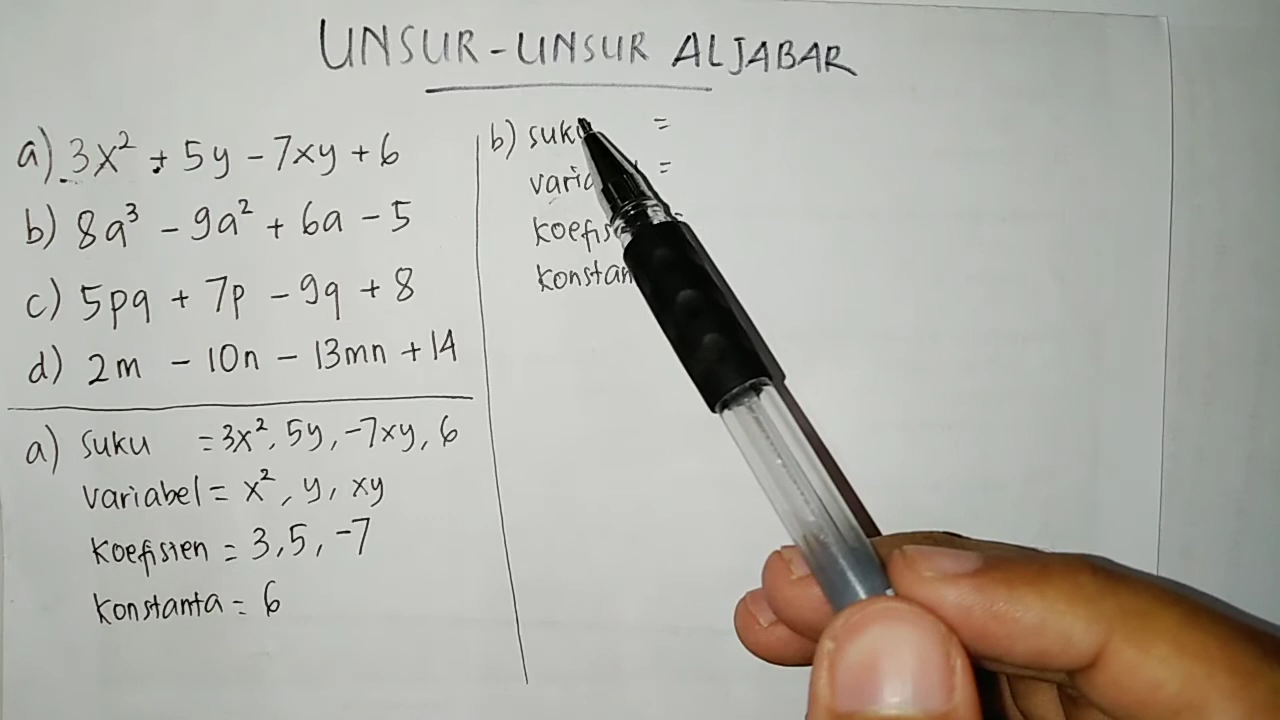 UNSUR-UNSUR ALJABAR
a) 3x² + 5y - 7xy + 6
b) 8a³ - 9a² + 6a - 5
c) 5pq + 7p - 9q + 8
d) 2m - 10n - 13mn + 14
a) suku = 3x², 5y, -7xy, 6
variabel = x², y, xy
koefisien = 3, 5, -7
konstanta = 6
b) =
=